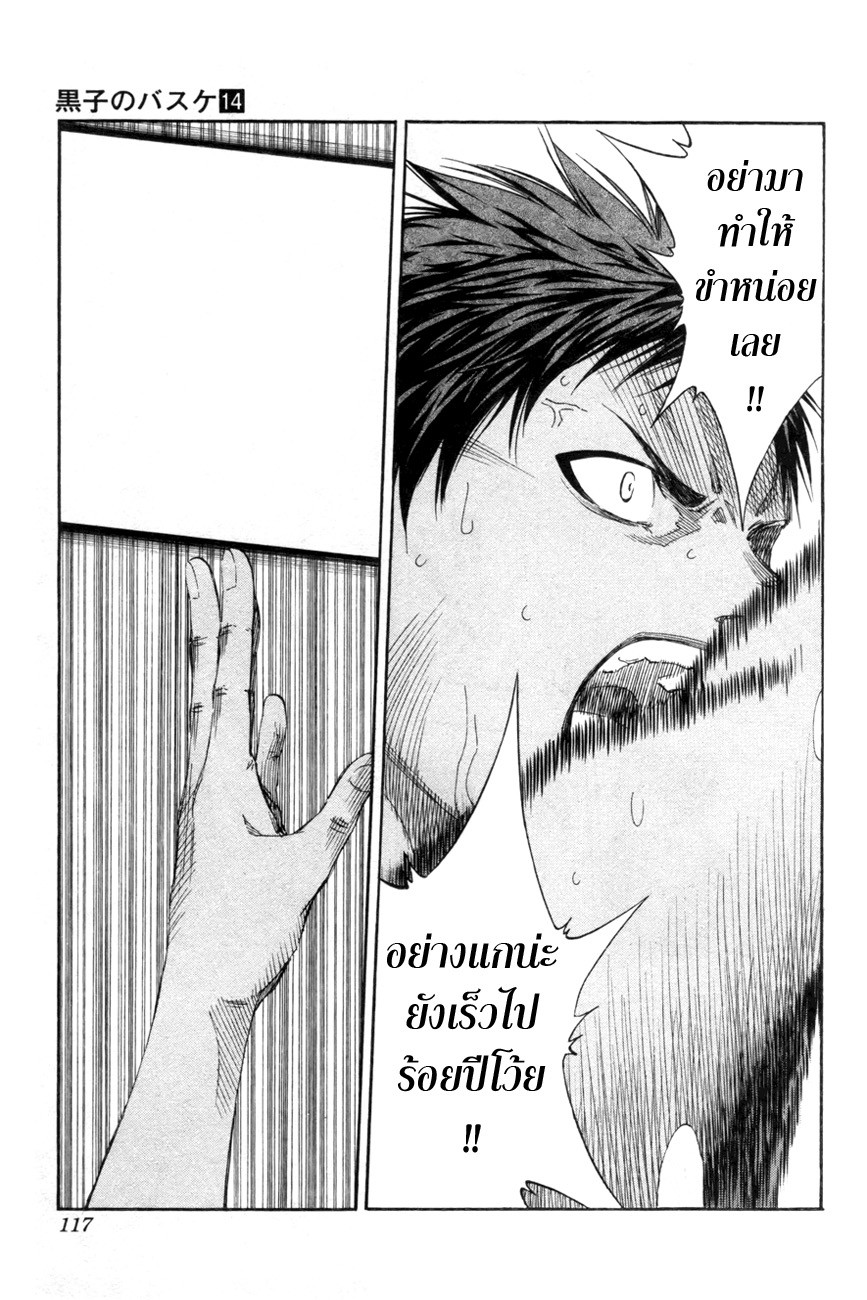 黒子のバスケ14
อย่ามา
ทำให้
ขำหน่อย
เลย
!!
อย่างแกน่ะ
ยังเร็วไป
ร้อยปีโว้ย
!!
117